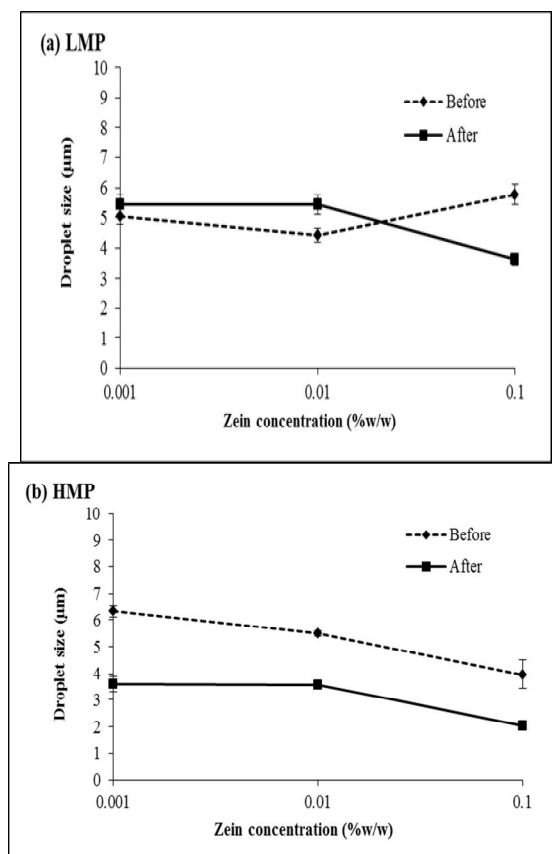 (a) LMP
10
9
8
7
6
5
4
3
2
1
0
Droplet size (μm)
Before
After
0.001 0.01 0.1
Zein concentration (%w/w)
(b) HMP
10
9
8
7
6
5
4
3
2
1
0
Droplet size (μm)
Before
After
0.001 0.01 0.1
Zein concentration (%w/w)